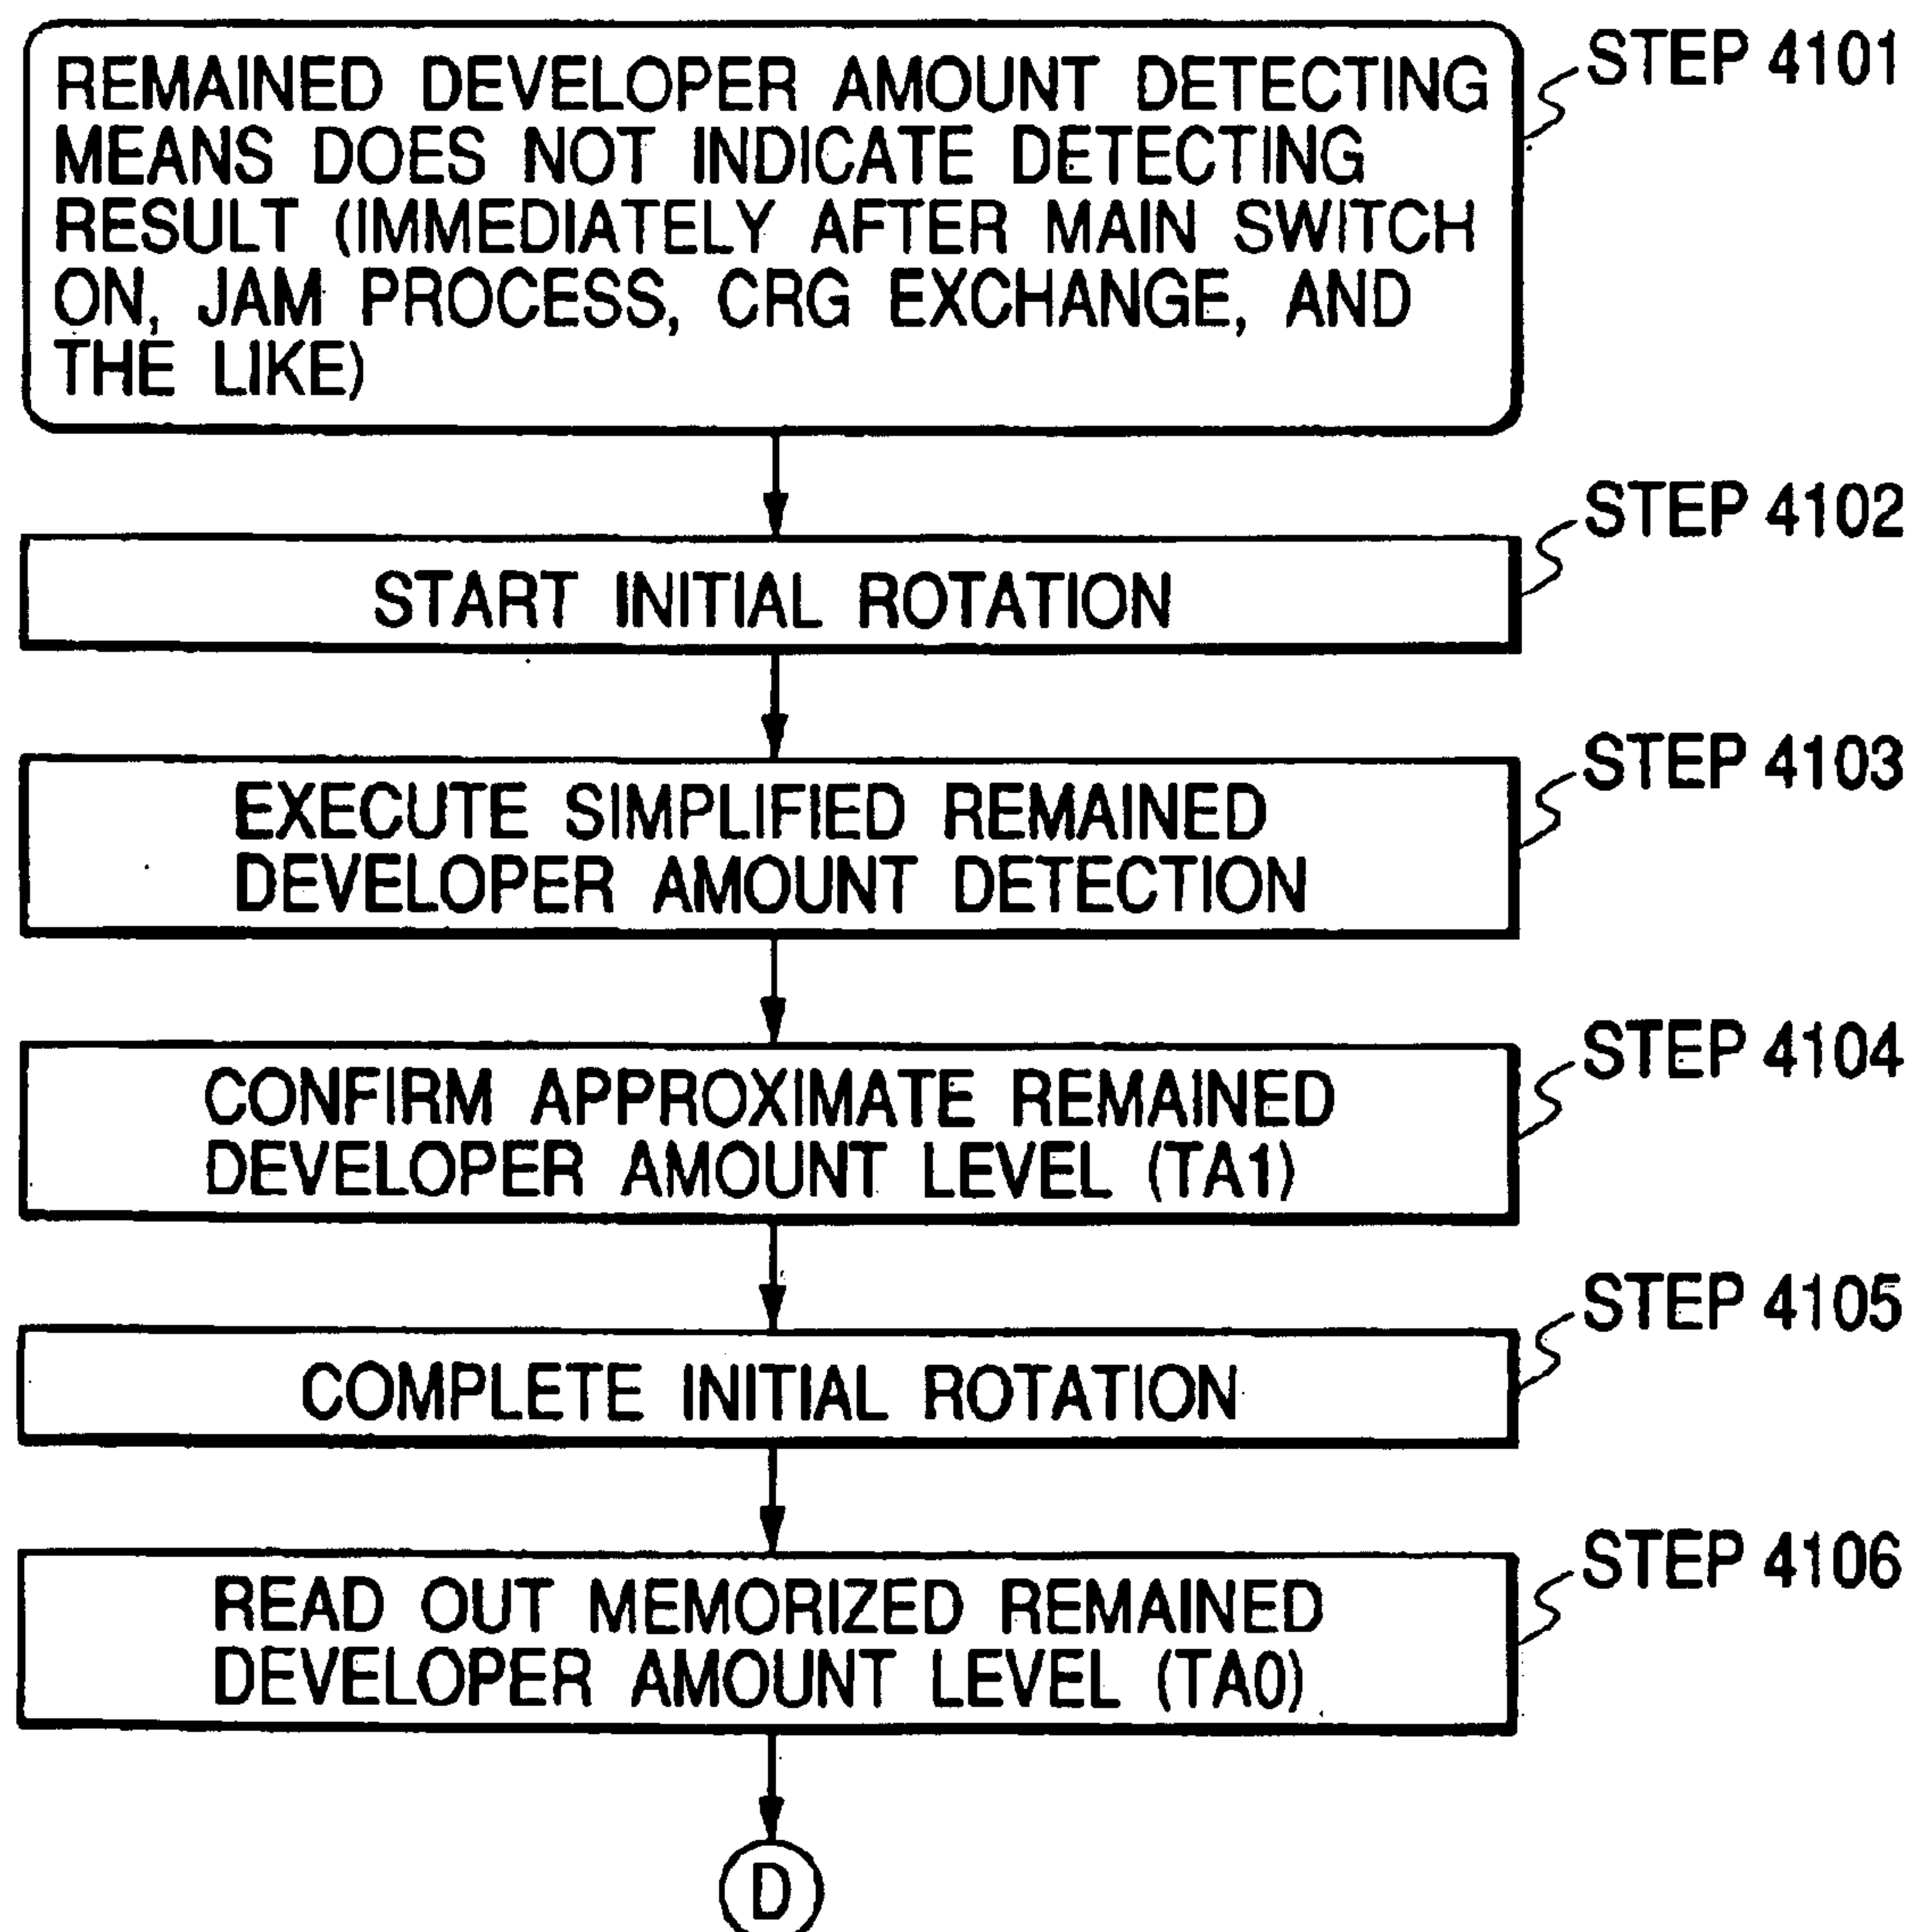 REMAINED DEVELOPER AMOUNT DETECTING
MEANS DOES NOT INDICATE DETECTING
RESULT (IMMEDIATELY AFTER MAIN SWITCH
ON, JAM PROCESS, CRG EXCHANGE, AND
THE LIKE)
STEP 4101
START INITIAL ROTATION
STEP 4102
EXECUTE SIMPLIFIED REMAINED
DEVELOPER AMOUNT DETECTION
STEP 4103
CONFIRM APPROXIMATE REMAINED
DEVELOPER AMOUNT LEVEL (TA1)
STEP 4104
COMPLETE INITIAL ROTATION
STEP 4105
READ OUT MEMORIZED REMAINED
DEVELOPER AMOUNT LEVEL (TA0)
STEP 4106
D